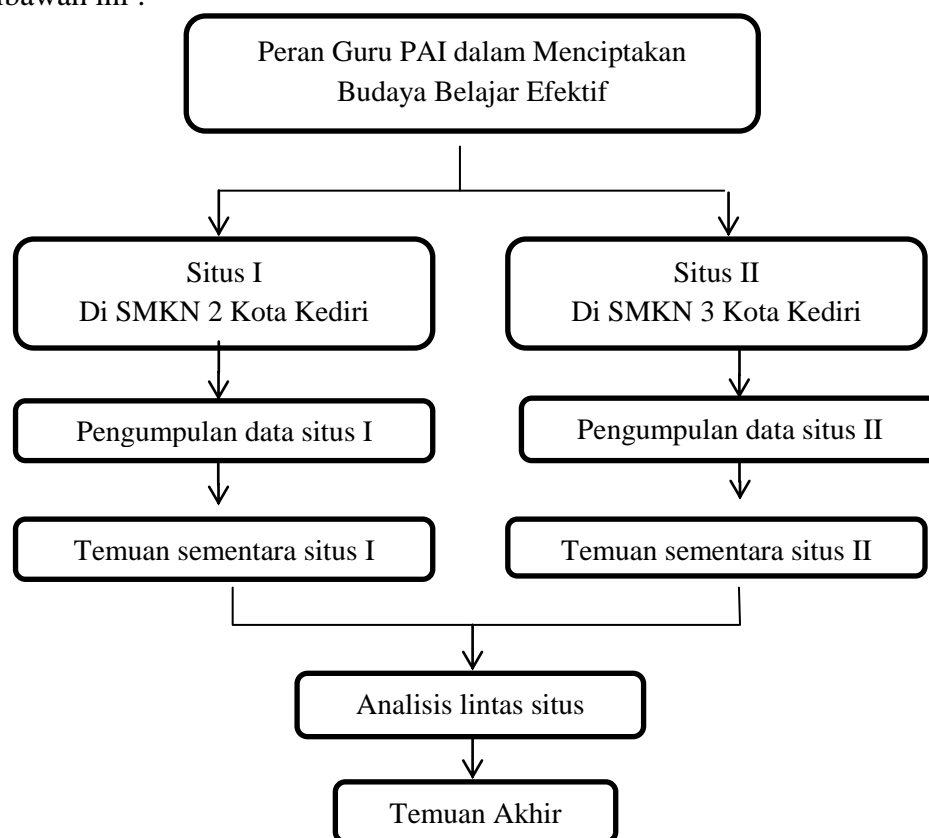 Peran Guru PAI dalam Menciptakan
Budaya Belajar Efektif
Situs I
Di SMKN 2 Kota Kediri
Situs II
Di SMKN 3 Kota Kediri
Pengumpulan data situs I
Pengumpulan data situs II
Temuan sementara situs I
Temuan sementara situs II
Analisis lintas situs
Temuan Akhir